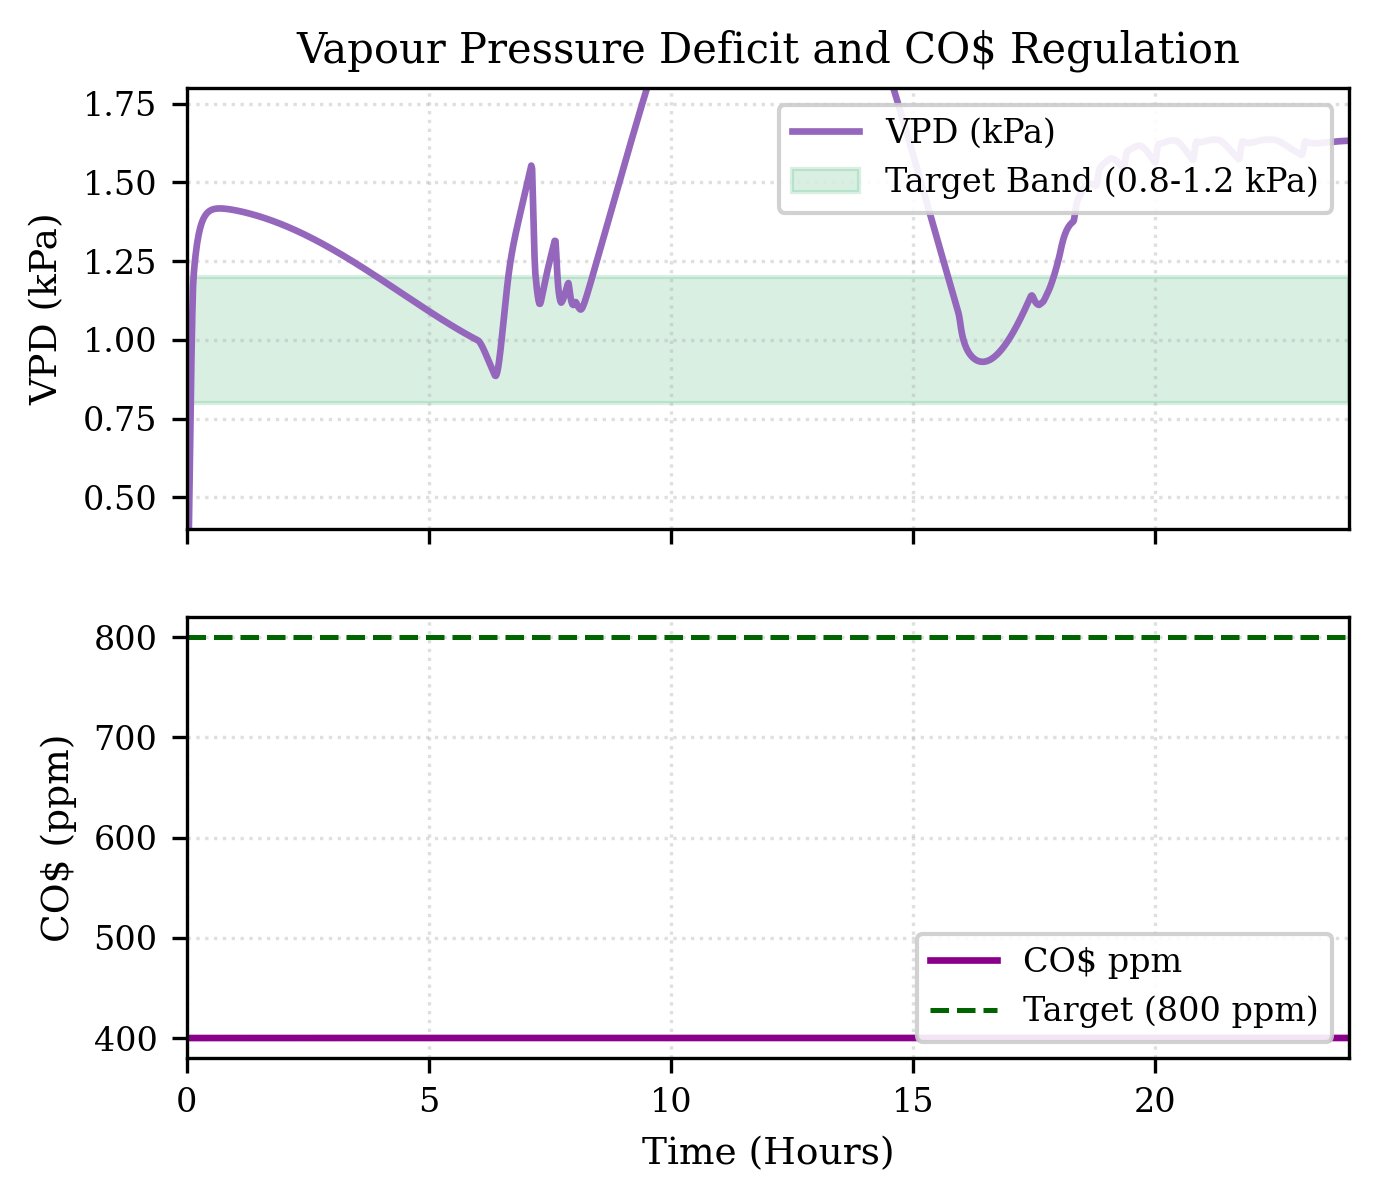 Vapour Pressure Deficit and CO$ Regulation
1.75
1.50
1.25
1.00
0.75
0.50
VPD (kPa)
VPD (kPa)
Target Band (0.8-1.2 kPa)
800
700
600
500
400
CO$ (ppm)
CO$ ppm
Target (800 ppm)
0 5 10 15 20
Time (Hours)